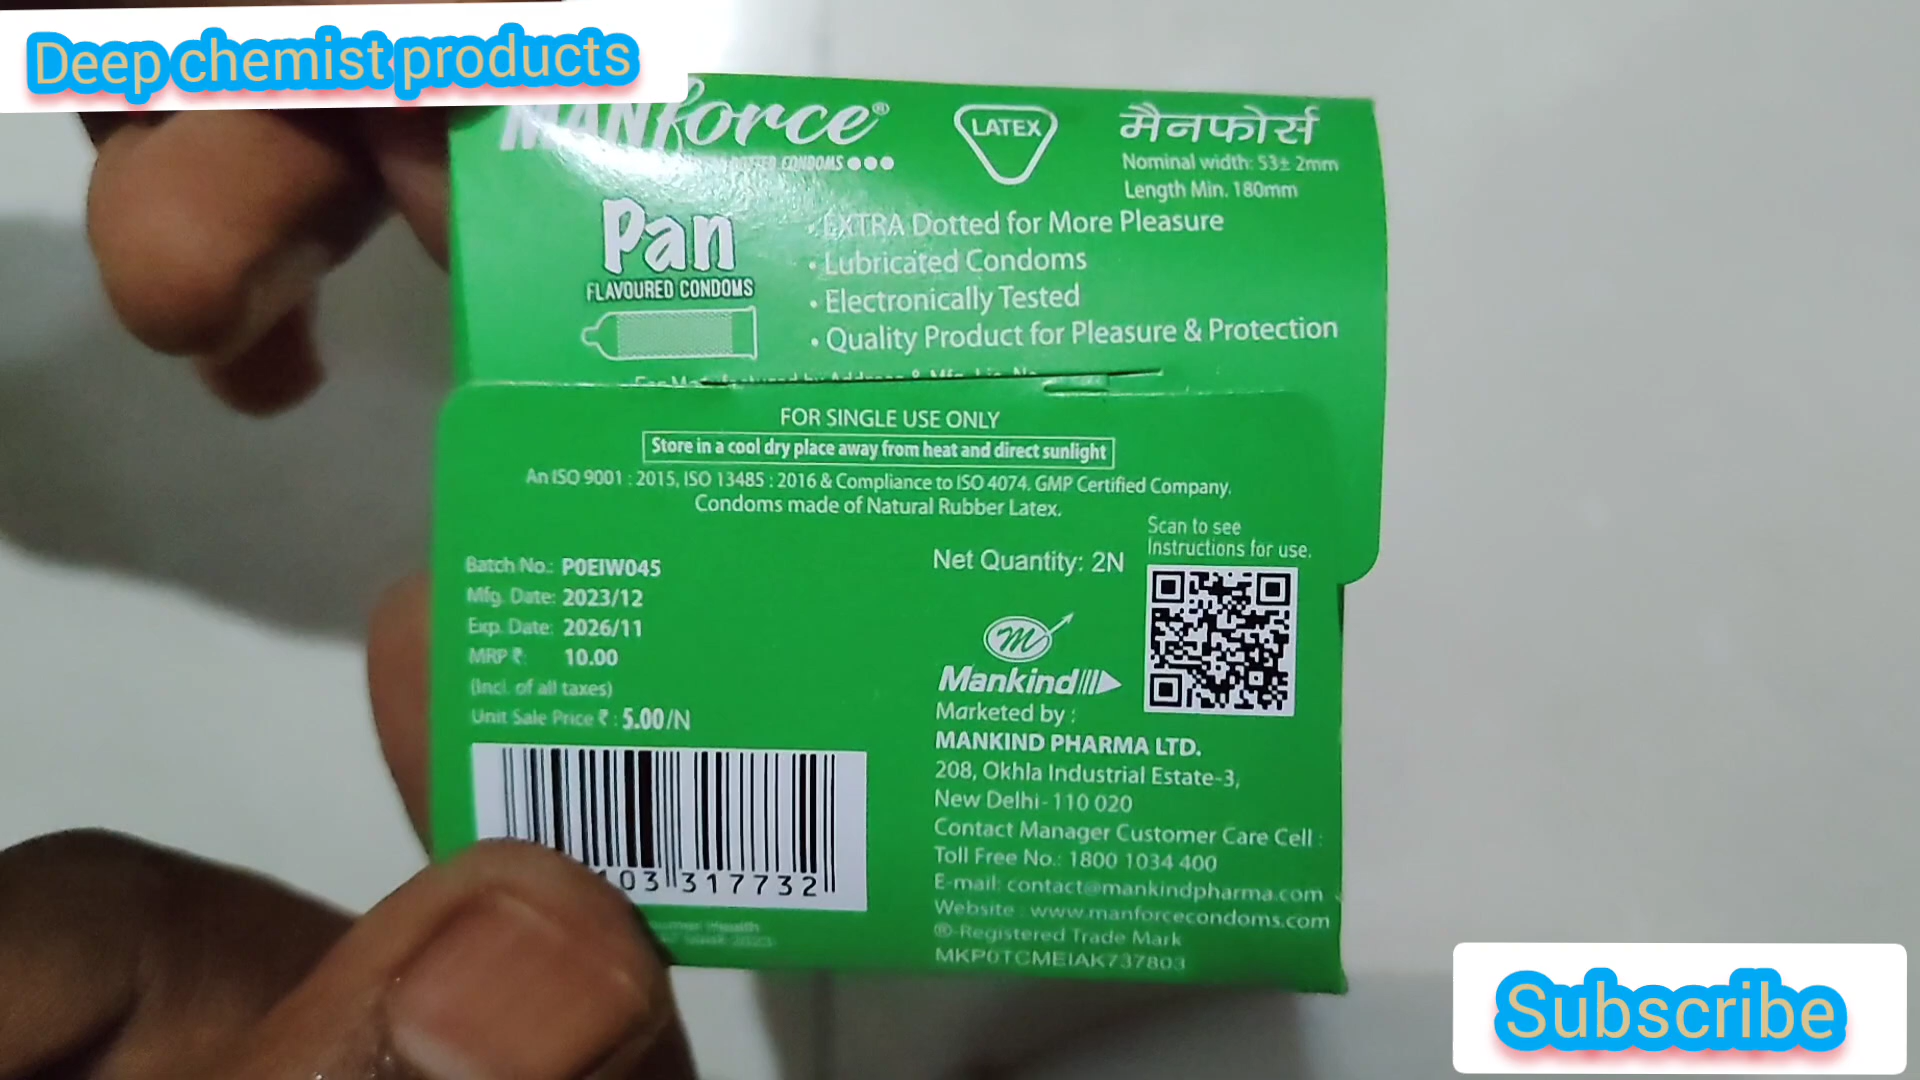 Deep chemist products
MANforce®
DOTTED CONDOMS
LATEX
मैनफोर्स
Nominal width: 53± 2mm
Length Min. 180mm
Pan
FLAVOURED CONDOMS
• EXTRA Dotted for More Pleasure
• Lubricated Condoms
• Electronically Tested
• Quality Product for Pleasure & Protection
FOR SINGLE USE ONLY
Store in a cool dry place away from heat and direct sunlight
An ISO 9001 : 2015, ISO 13485 : 2016 & Compliance to ISO 4074. GMP Certified Company.
Condoms made of Natural Rubber Latex.
Scan to see
Instructions for use.
Batch No.: P0EIW045
Mfg. Date: 2023/12
Exp. Date: 2026/11
MRP ₹ 10.00
(Incl. of all taxes)
Unit Sale Price ₹ : 5.00/N
Net Quantity: 2N
m
Mankind
Marketed by :
MANKIND PHARMA LTD.
208, Okhla Industrial Estate-3,
New Delhi-110 020
Contact Manager Customer Care Cell :
Toll Free No.: 1800 1034 400
E-mail: contact@mankindpharma.com
Website : www.manforcecondoms.com
®-Registered Trade Mark
MKP0TCMEIAK737803
03 317732
Subscribe